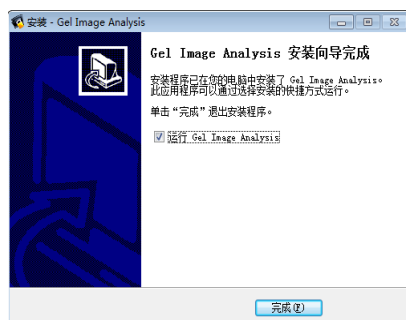 安装 - Gel Image Analysis
Gel Image Analysis 安装向导完成
安装程序已在您的电脑中安装了 Gel Image Analysis。
此应用程序可以通过选择安装的快捷方式运行。
单击“完成”退出安装程序。
运行 Gel Image Analysis
完成(F)